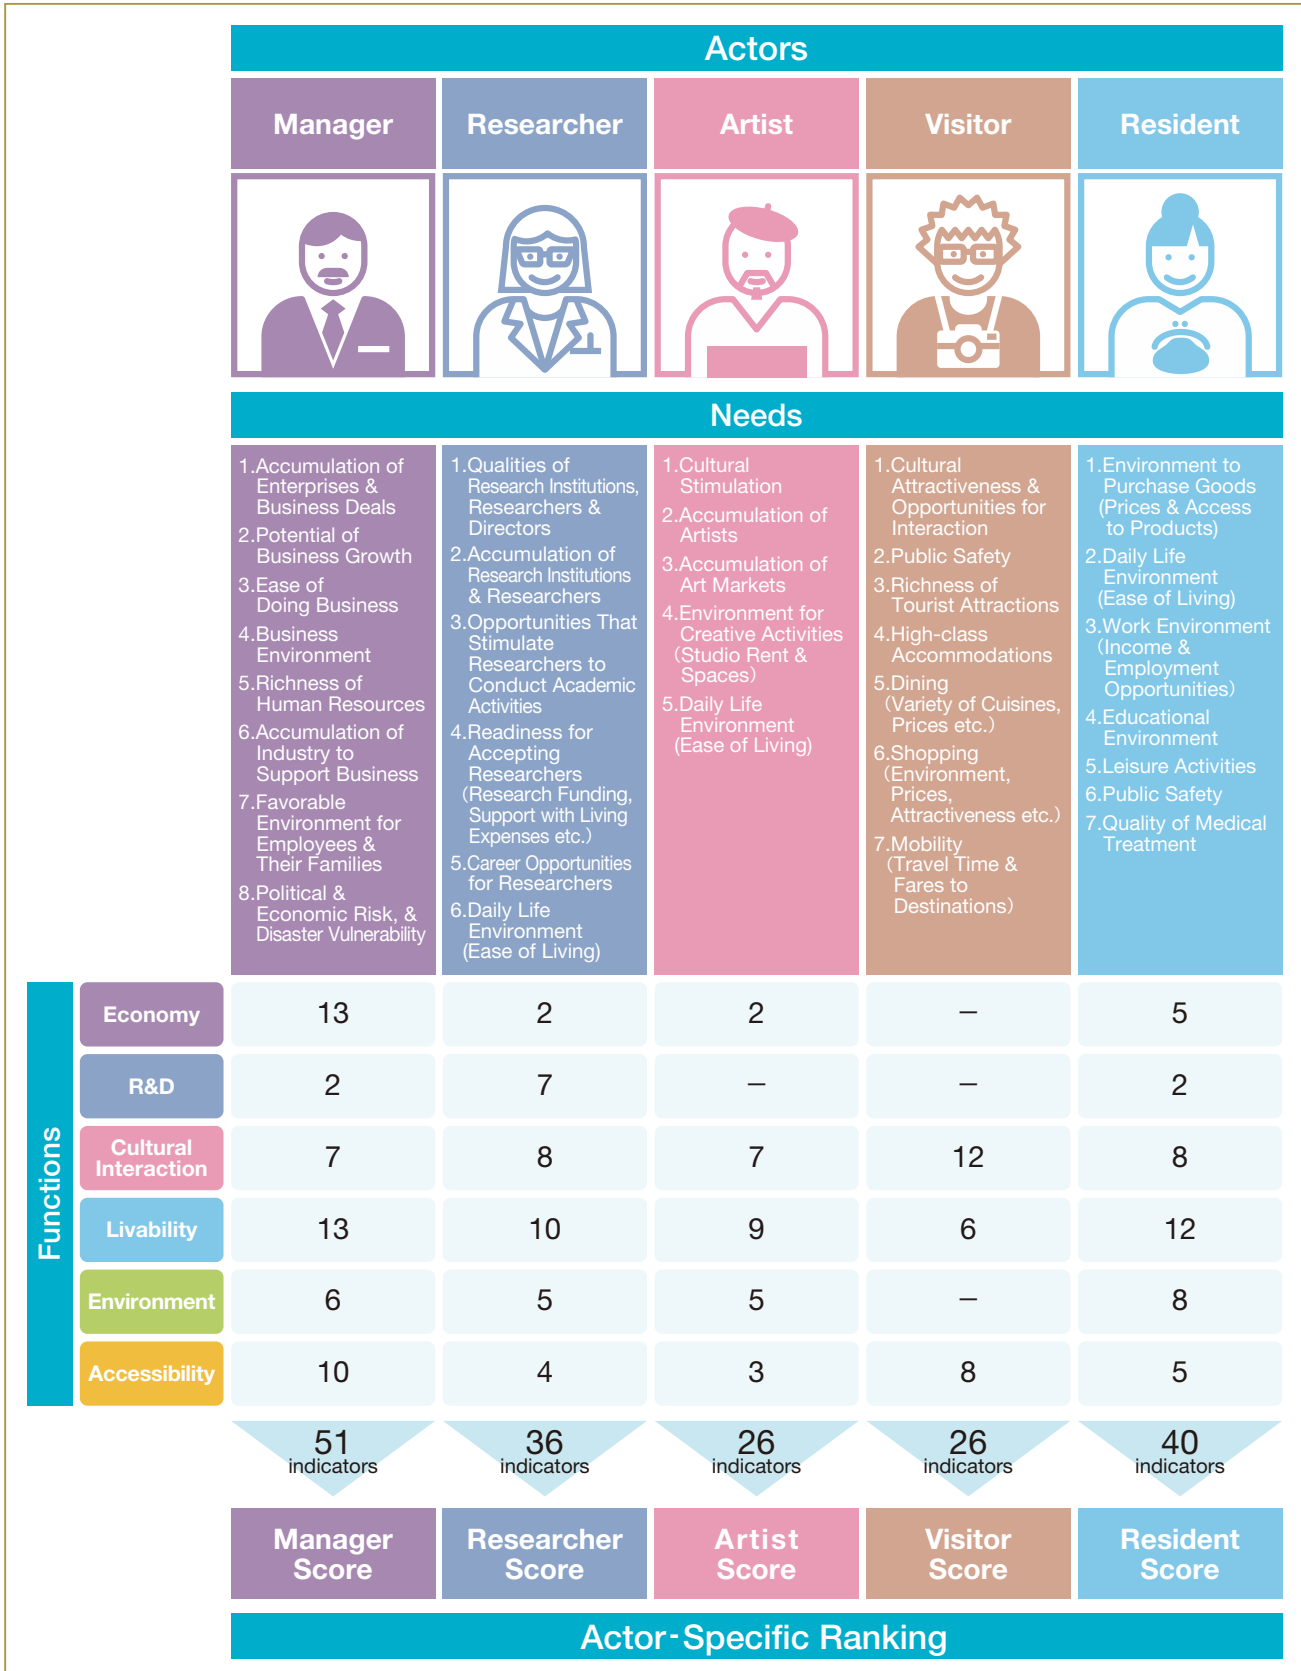 Actors
Manager
Researcher
Artist
Visitor
Resident
Needs
1.Accumulation of
Enterprises &
Business Deals
2.Potential of
Business Growth
3.Ease of
Doing Business
4.Business
Environment
5.Richness of
Human Resources
6.Accumulation of
Industry to
Support Business
7.Favorable
Environment for
Employees &
Their Families
8.Political &
Economic Risk, &
Disaster Vulnerability
1.Qualities of
Research Institutions,
Researchers &
Directors
2.Accumulation of
Research Institutions
& Researchers
3.Opportunities That
Stimulate
Researchers to
Conduct Academic
Activities
4.Readiness for
Accepting
Researchers
(Research Funding,
Support with Living
Expenses etc.)
5.Career Opportunities
for Researchers
6.Daily Life
Environment
(Ease of Living)
1.Cultural
Stimulation
2.Accumulation of
Artists
3.Accumulation of
Art Markets
4.Environment for
Creative Activities
(Studio Rent &
Spaces)
5.Daily Life
Environment
(Ease of Living)
1.Cultural
Attractiveness &
Opportunities for
Interaction
2.Public Safety
3.Richness of
Tourist Attractions
4.High-class
Accommodations
5.Dining
(Variety of Cuisines,
Prices etc.)
6.Shopping
(Environment,
Prices,
Attractiveness etc.)
7.Mobility
(Travel Time &
Fares to
Destinations)
1.Environment to
Purchase Goods
(Prices & Access
to Products)
2.Daily Life
Environment
(Ease of Living)
3.Work Environment
(Income &
Employment
Opportunities)
4.Educational
Environment
5.Leisure Activities
6.Public Safety
7.Quality of Medical
Treatment
Functions
Economy 13 2 2 – 5
R&D 2 7 – – 2
Cultural
Interaction 7 8 7 12 8
Livability 13 10 9 6 12
Environment 6 5 5 – 8
Accessibility 10 4 3 8 5
51 36 26 26 40
indicators indicators indicators indicators indicators
Manager
Score
Researcher
Score
Artist
Score
Visitor
Score
Resident
Score
Actor-Specific Ranking